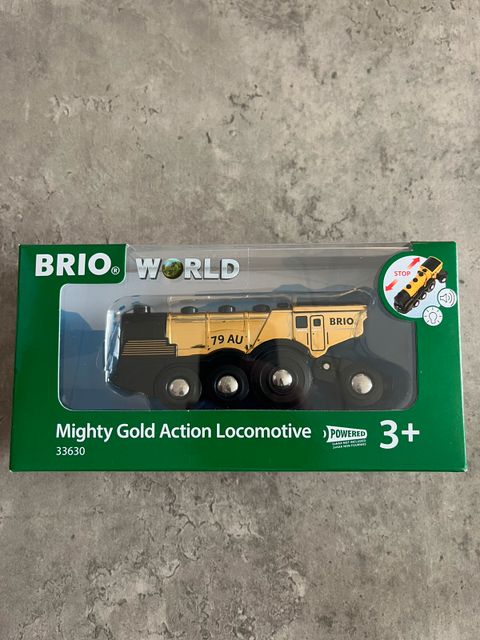 BRIO® WORLD
STOP
79 AU
BRIO
Mighty Gold Action Locomotive
33630
POWERED
3+